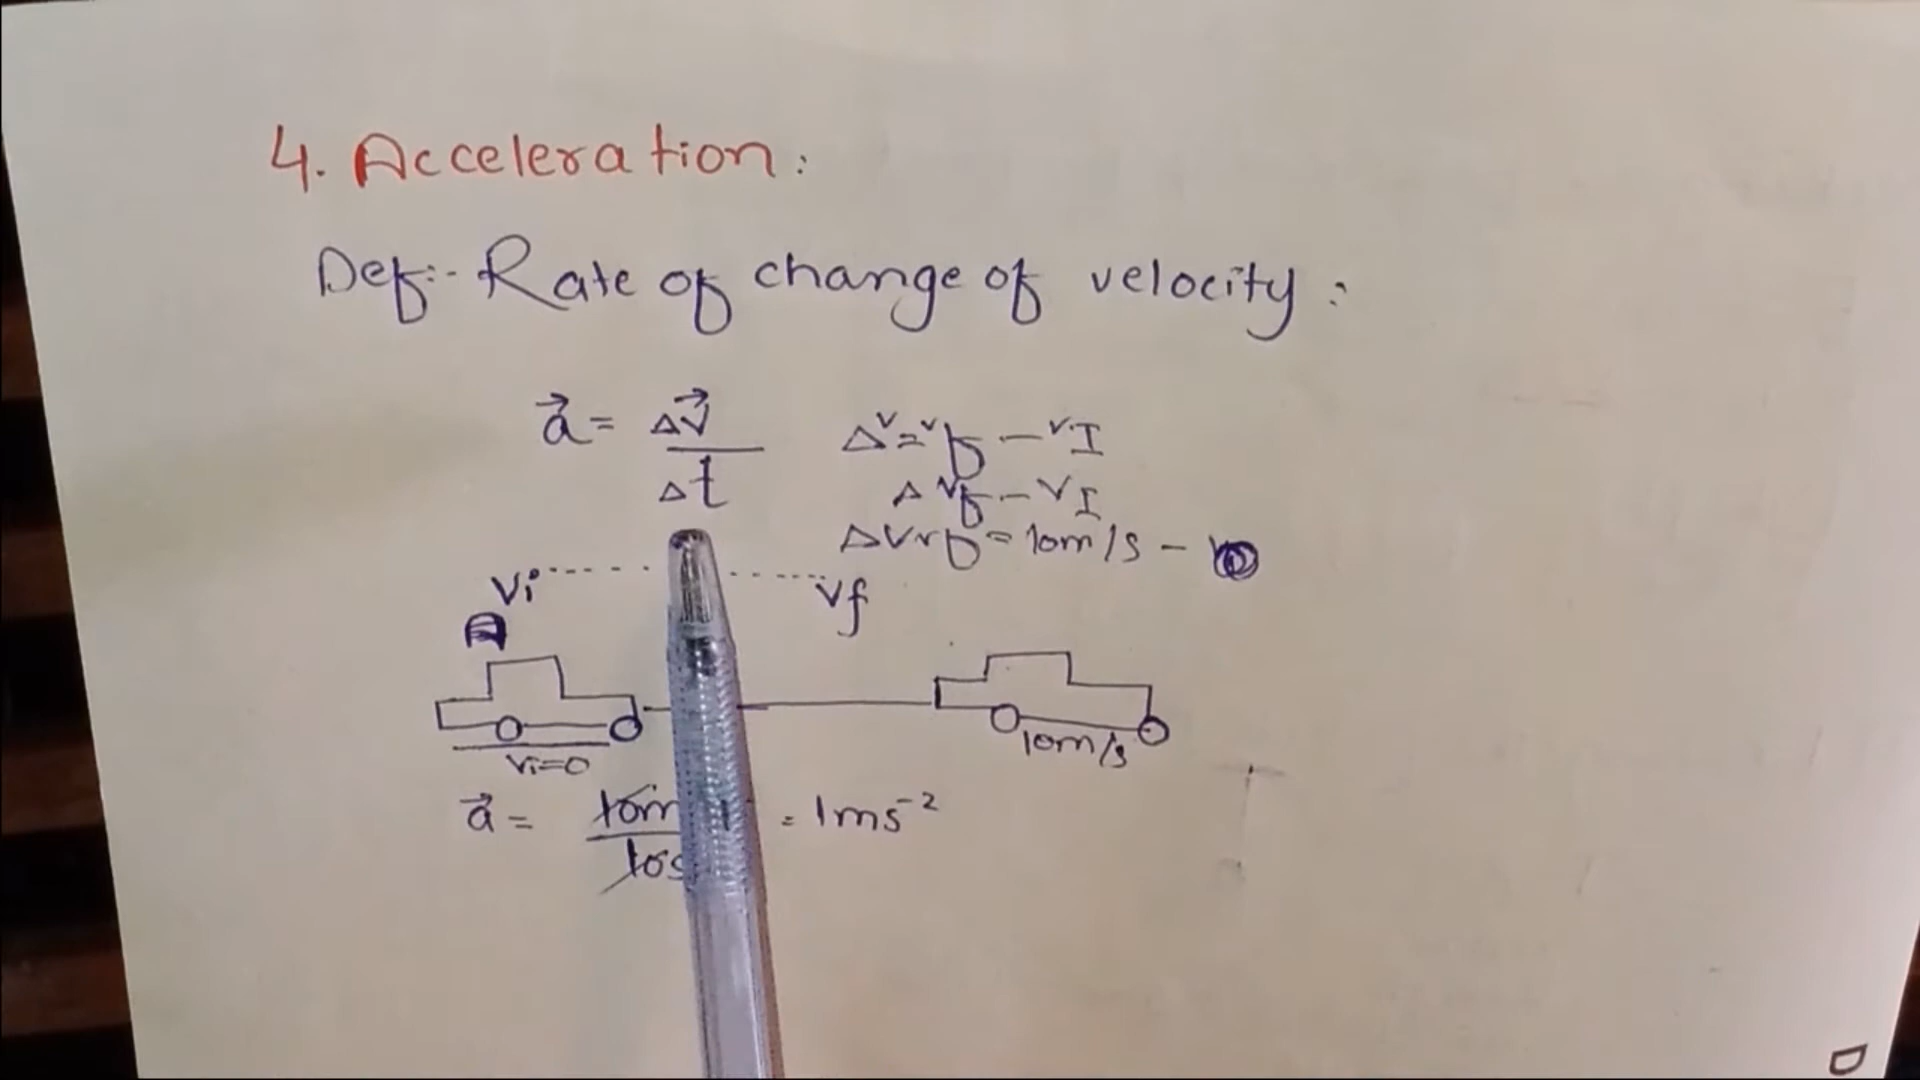 4. Acceleration:
Def:- Rate of change of velocity:
a⃗ = Δv⃗ / Δt
Δv = vf - vI
Δ vf - vI
10m/s -
Vi ------ vf
Vi=0
10m/s
a⃗ = 10m / 10s = 1ms⁻²
D